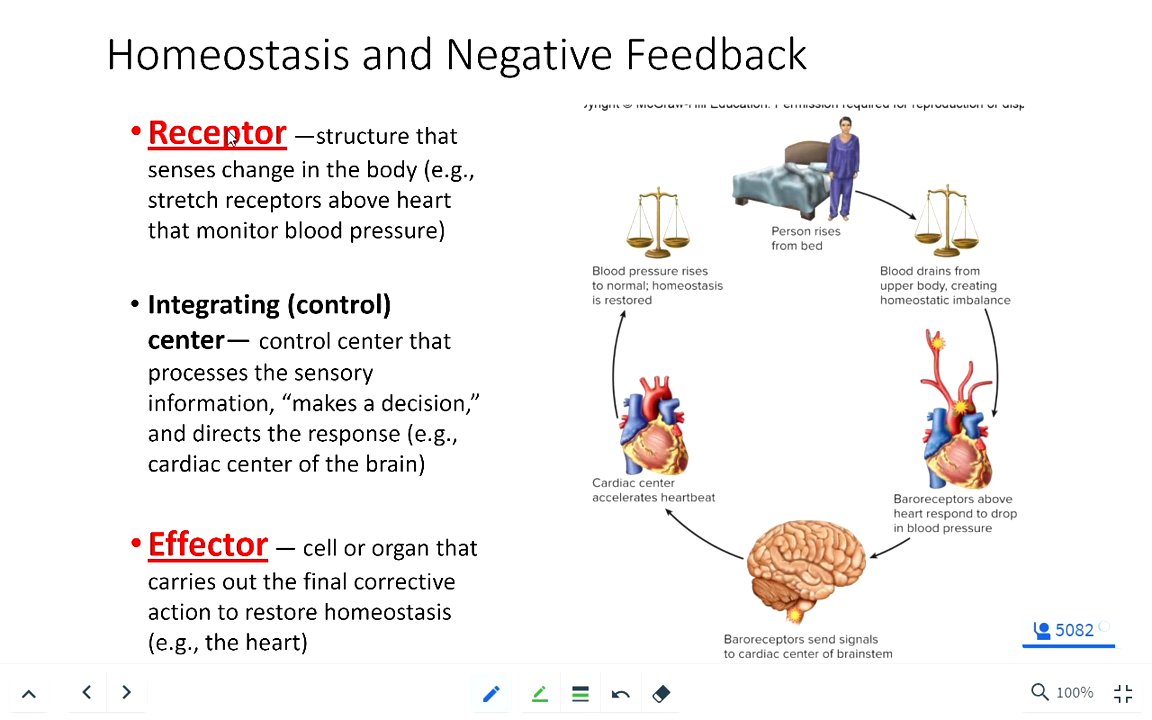 Homeostasis and Negative Feedback
•Receptor —structure that
senses change in the body (e.g.,
stretch receptors above heart
that monitor blood pressure)
• Integrating (control)
center— control center that
processes the sensory
information, “makes a decision,”
and directs the response (e.g.,
cardiac center of the brain)
•Effector — cell or organ that
carries out the final corrective
action to restore homeostasis
(e.g., the heart)
McGraw-Hill Education. Permission required for reproduction or
Person rises
from bed
Blood drains from
upper body, creating
homeostatic imbalance
Baroreceptors above
heart respond to drop
in blood pressure
Baroreceptors send signals
to cardiac center of brainstem
Cardiac center
accelerates heartbeat
Blood pressure rises
to normal; homeostasis
is restored
5082
100%